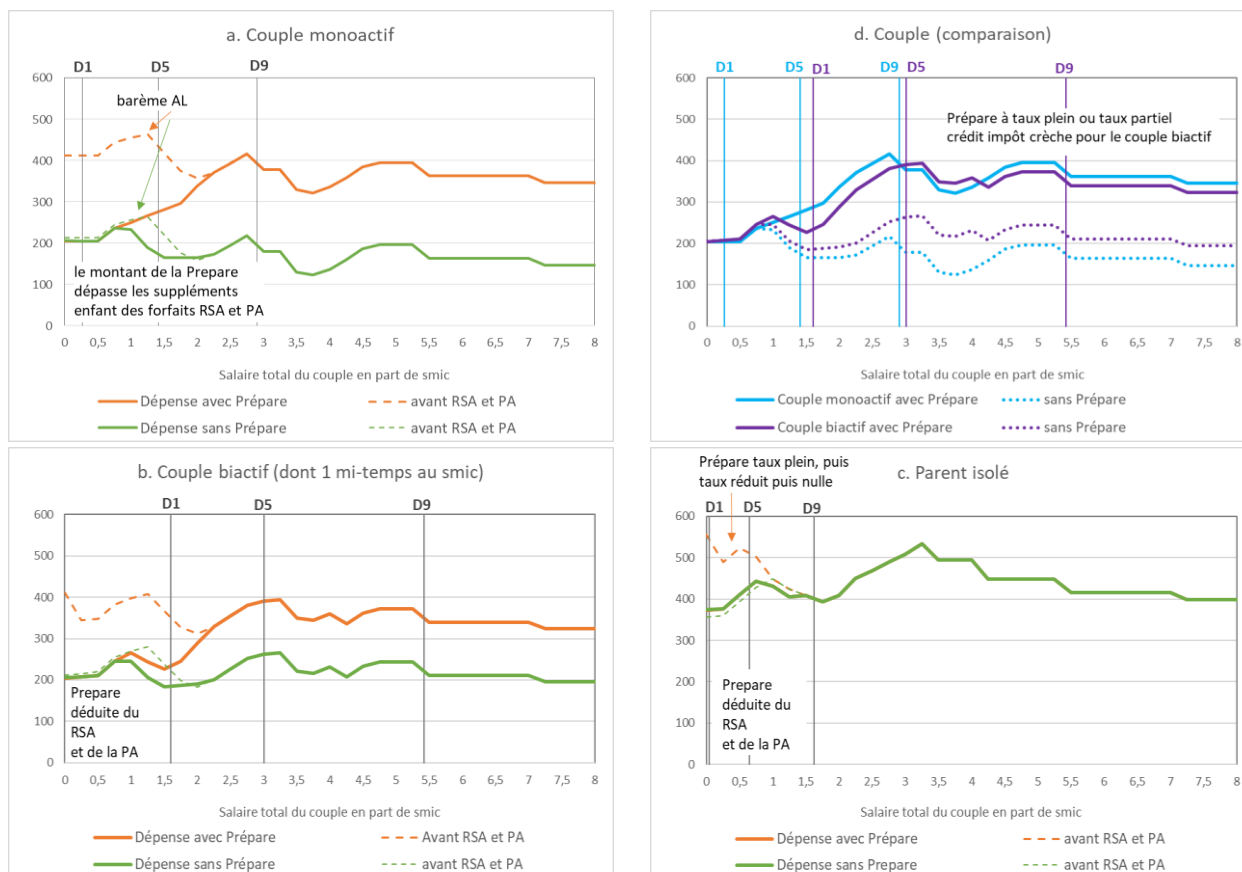 a. Couple monoactif
D1 D5 D9
600
500
400
300
200
100
0
barème AL
le montant de la Prepare
dépasse les suppléments
enfant des forfaits RSA et PA
0 0,5 1 1,5 2 2,5 3 3,5 4 4,5 5 5,5 6 6,5 7 7,5 8
Salaire total du couple en part de smic
Dépense avec Prépare avant RSA et PA
Dépense sans Prépare avant RSA et PA
d. Couple (comparaison)
D1 D5 D1 D9 D5 D9
600
500
400
300
200
100
0
Prépare à taux plein ou taux partiel
crédit impôt crèche pour le couple biactif
0 0,5 1 1,5 2 2,5 3 3,5 4 4,5 5 5,5 6 6,5 7 7,5 8
Salaire total du couple en part de smic
Couple monoactif avec Prépare sans Prépare
Couple biactif avec Prépare sans Prépare
b. Couple biactif (dont 1 mi-temps au smic)
D1 D5 D9
600
500
400
300
200
100
0
Prepare
déduite du
RSA
et de la PA
0 0,5 1 1,5 2 2,5 3 3,5 4 4,5 5 5,5 6 6,5 7 7,5 8
Salaire total du couple en part de smic
Dépense avec Prépare Avant RSA et PA
Dépense sans Prépare avant RSA et PA
Prépare taux plein, puis
taux réduit puis nulle
c. Parent isolé
D1 D5 D9
600
500
400
300
200
100
0
Prepare
déduite du
RSA
et de la PA
0 0,5 1 1,5 2 2,5 3 3,5 4 4,5 5 5,5 6 6,5 7 7,5 8
Salaire total du couple en part de smic
Dépense avec Prépare avant RSA et PA
Dépense sans Prepare avant RSA et PA